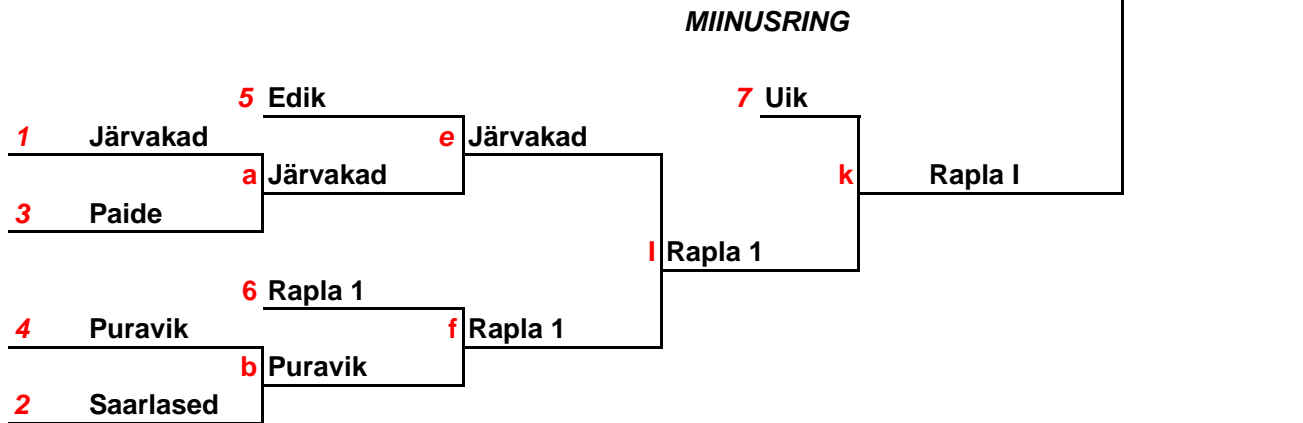 MIINUSRING
5 Edik 7 Uik
1 Järvakad e Järvakad
a Järvakad k Rapla I
3 Paide
l Rapla 1
6 Rapla 1
4 Puravik f Rapla 1
b Puravik
2 Saarlased